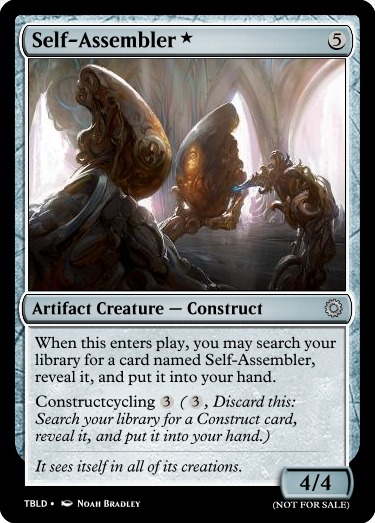 Self-Assembler ★ 5
Artifact Creature — Construct
When this enters play, you may search your
library for a card named Self-Assembler,
reveal it, and put it into your hand.
Constructcycling 3 ( 3 , Discard this:
Search your library for a Construct card,
reveal it, and put it into your hand.)
It sees itself in all of its creations.
4/4
TBLD • Noah Bradley (NOT FOR SALE)